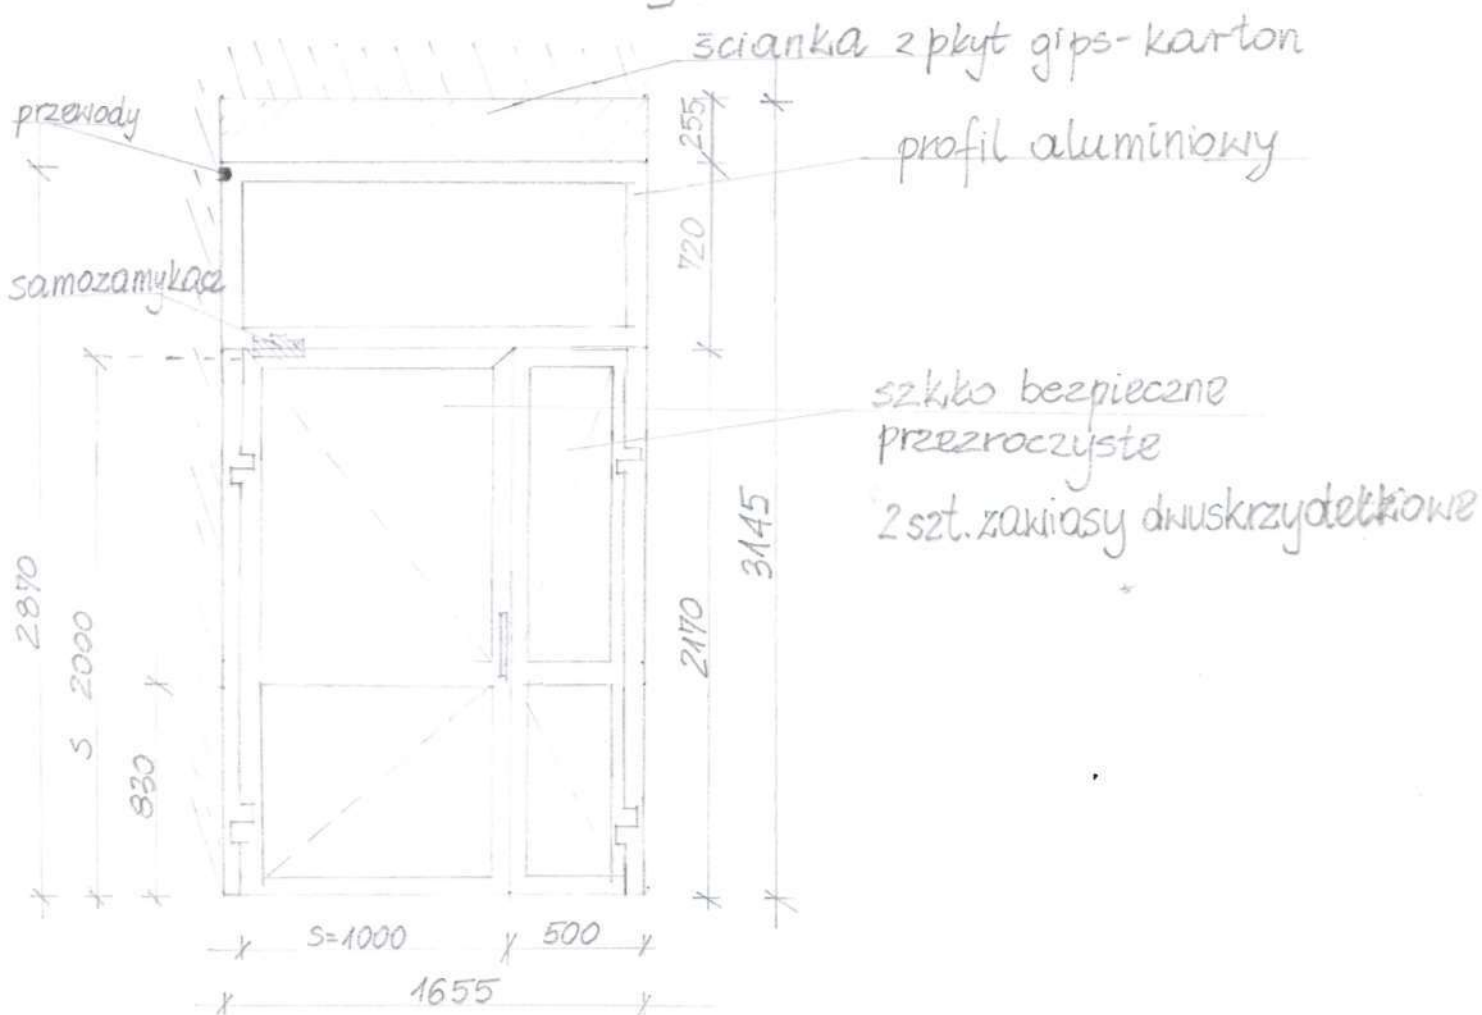 ścianka z płyt gips-karton
przewody
255
profil aluminiowy
720
samozamykacz
szkło bezpieczne
przezroczyste
2 szt. zawiasy dwuskrzydełkowe
3145
2890
S 2000
2170
830
S=1000
500
1655